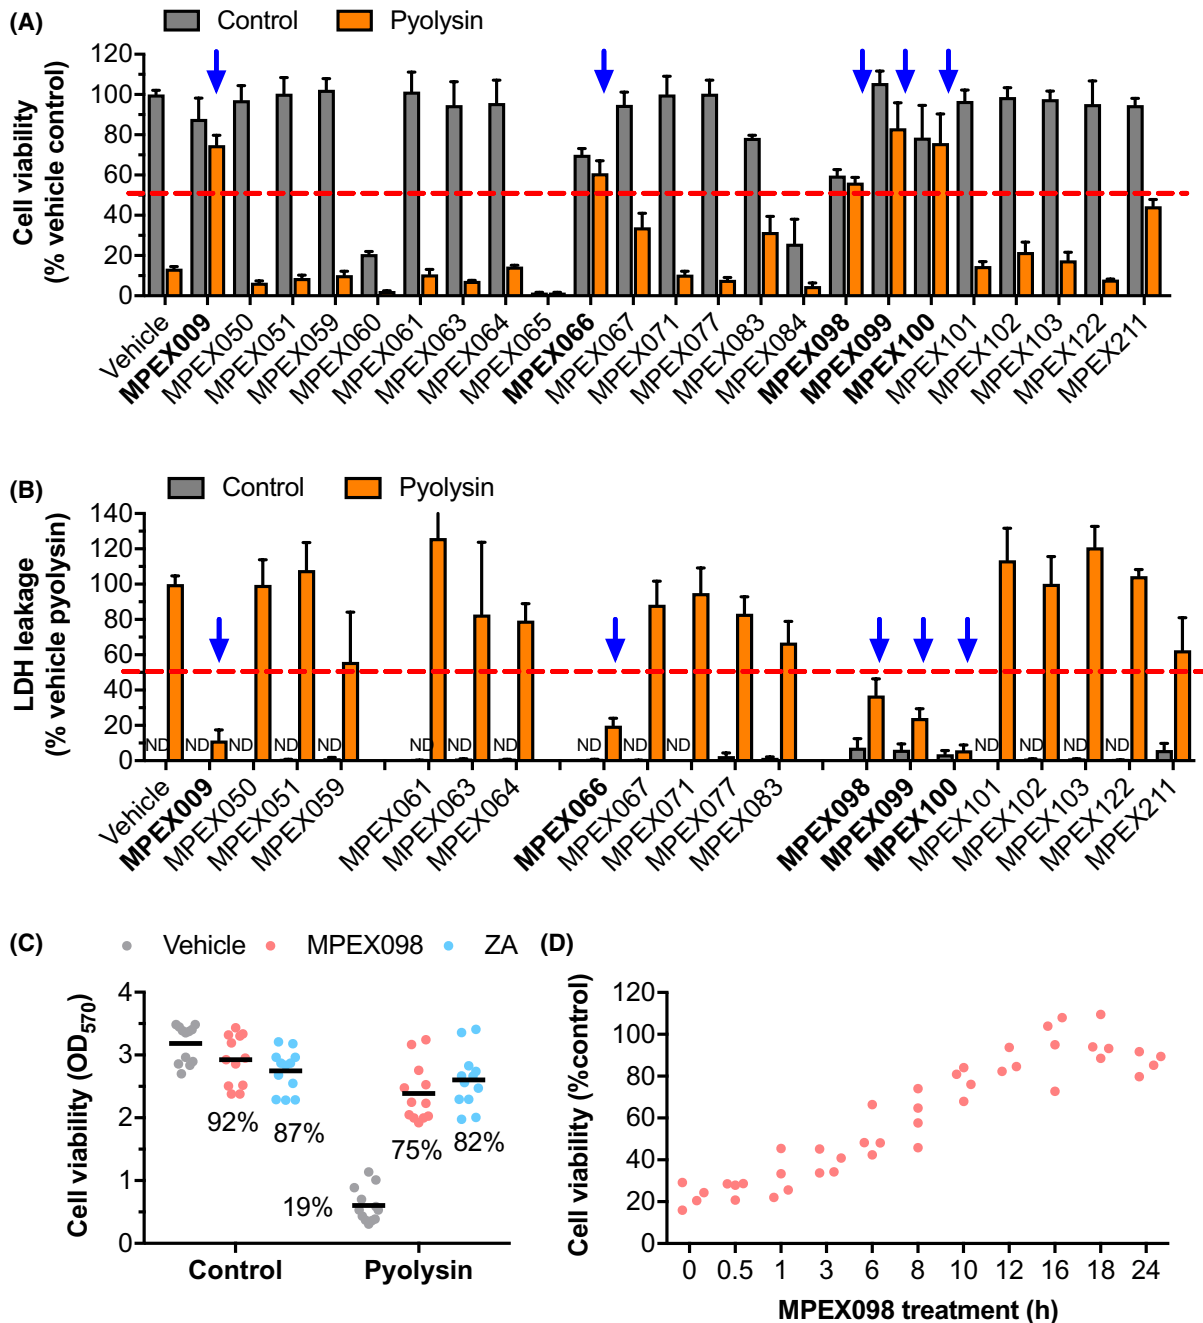 (A)
Control Pyolysin
Cell viability
(% vehicle control)
120
100
80
60
40
20
0
Vehicle
MPEX009
MPEX050
MPEX051
MPEX059
MPEX060
MPEX061
MPEX063
MPEX064
MPEX065
MPEX066
MPEX067
MPEX071
MPEX077
MPEX083
MPEX084
MPEX098
MPEX099
MPEX100
MPEX101
MPEX102
MPEX103
MPEX122
MPEX211
(B)
Control Pyolysin
LDH leakage
(% vehicle pyolysin)
140
120
100
80
60
40
20
0
ND ND ND ND ND ND ND ND ND ND ND ND ND ND ND ND
Vehicle
MPEX009
MPEX050
MPEX051
MPEX059
MPEX061
MPEX063
MPEX064
MPEX066
MPEX067
MPEX071
MPEX077
MPEX083
MPEX098
MPEX099
MPEX100
MPEX101
MPEX102
MPEX103
MPEX122
MPEX211
(C)
Vehicle MPEX098 ZA
Cell viability (OD570)
4
3
2
1
0
92%
87%
19%
75%
82%
Control Pyolysin
(D)
Cell viability (%control)
120
100
80
60
40
20
0
0 0.5 1 3 6 8 10 12 16 18 24
MPEX098 treatment (h)